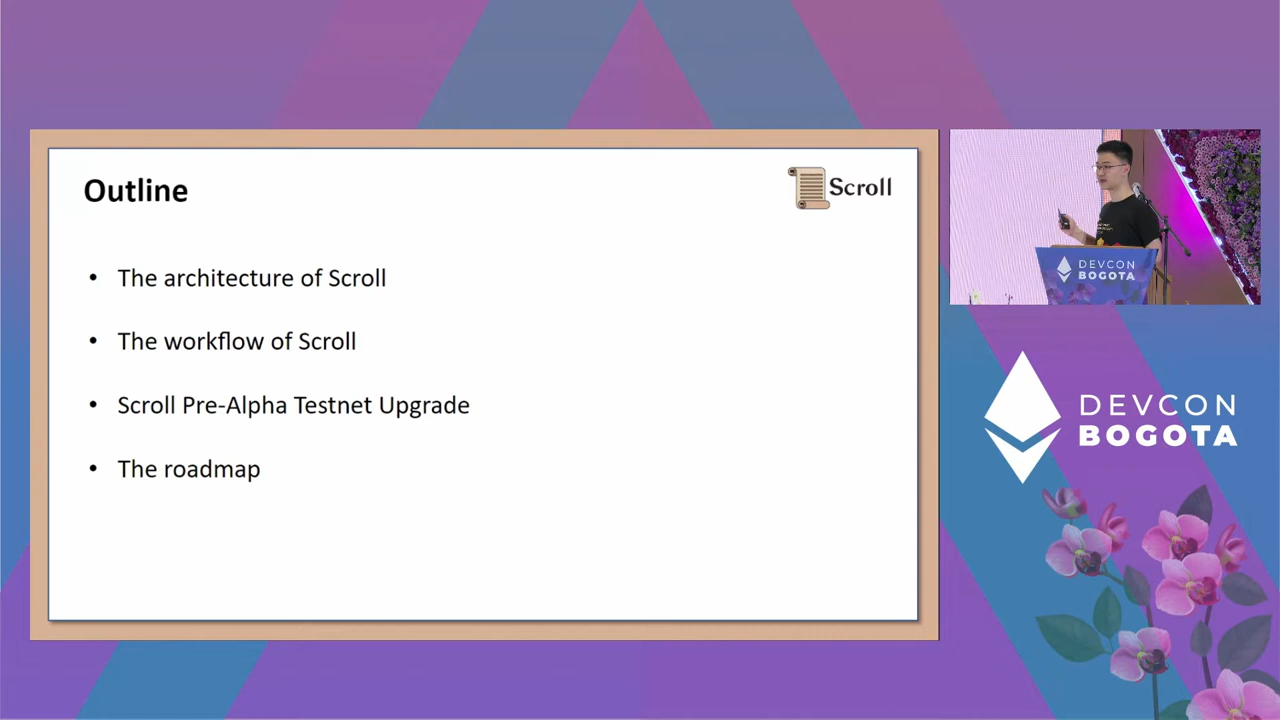 Outline
Scroll
• The architecture of Scroll
• The workflow of Scroll
• Scroll Pre-Alpha Testnet Upgrade
• The roadmap
DEVCON
BOGOTA
DEVCON
BOGOTA